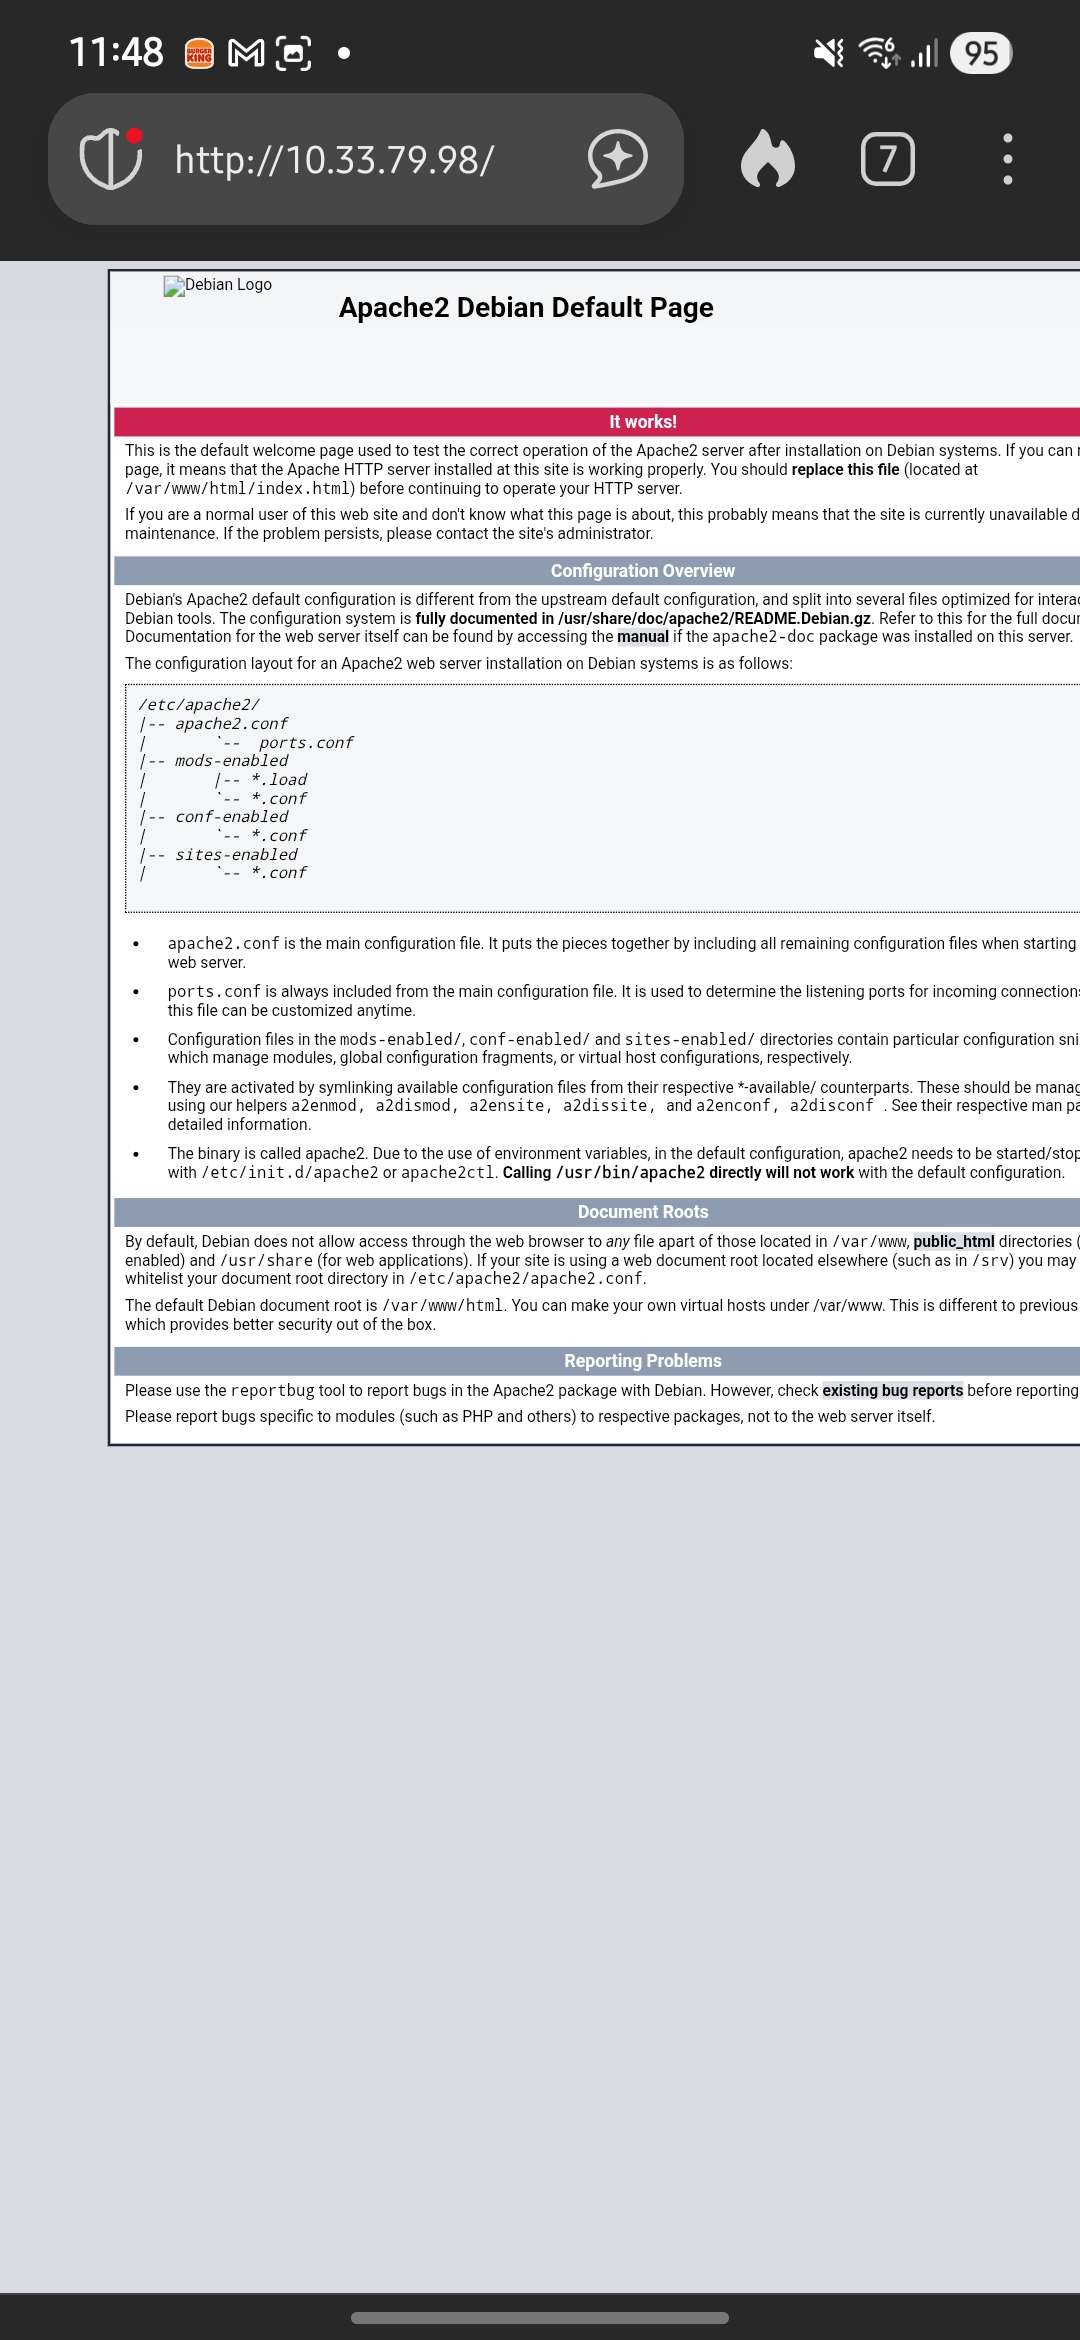 11:48
BURGER KING
6
95
http://10.33.79.98/
7
Debian Logo
Apache2 Debian Default Page
It works!
This is the default welcome page used to test the correct operation of the Apache2 server after installation on Debian systems. If you can
page, it means that the Apache HTTP server installed at this site is working properly. You should replace this file (located at
/var/www/html/index.html) before continuing to operate your HTTP server.
If you are a normal user of this web site and don't know what this page is about, this probably means that the site is currently unavailable
maintenance. If the problem persists, please contact the site's administrator.
Configuration Overview
Debian's Apache2 default configuration is different from the upstream default configuration, and split into several files optimized for
Debian tools. The configuration system is fully documented in /usr/share/doc/apache2/README.Debian.gz. Refer to this for the full
Documentation for the web server itself can be found by accessing the manual if the apache2-doc package was installed on this server.
The configuration layout for an Apache2 web server installation on Debian systems is as follows:
/etc/apache2/
|-- apache2.conf
|       `--  ports.conf
|-- mods-enabled
|       |-- *.load
|       `-- *.conf
|-- conf-enabled
|       `-- *.conf
|-- sites-enabled
|       `-- *.conf
• apache2.conf is the main configuration file. It puts the pieces together by including all remaining configuration files when starting
web server.
• ports.conf is always included from the main configuration file. It is used to determine the listening ports for incoming connections
this file can be customized anytime.
• Configuration files in the mods-enabled/, conf-enabled/ and sites-enabled/ directories contain particular configuration
which manage modules, global configuration fragments, or virtual host configurations, respectively.
• They are activated by symlinking available configuration files from their respective *-available/ counterparts. These should be
using our helpers a2enmod, a2dismod, a2ensite, a2dissite, and a2enconf, a2disconf . See their respective man
detailed information.
• The binary is called apache2. Due to the use of environment variables, in the default configuration, apache2 needs to be
with /etc/init.d/apache2 or apache2ctl. Calling /usr/bin/apache2 directly will not work with the default configuration.
Document Roots
By default, Debian does not allow access through the web browser to any file apart of those located in /var/www, public_html directories (
enabled) and /usr/share (for web applications). If your site is using a web document root located elsewhere (such as in /srv) you may
whitelist your document root directory in /etc/apache2/apache2.conf.
The default Debian document root is /var/www/html. You can make your own virtual hosts under /var/www. This is different to previous
which provides better security out of the box.
Reporting Problems
Please use the reportbug tool to report bugs in the Apache2 package with Debian. However, check existing bug reports before reporting
Please report bugs specific to modules (such as PHP and others) to respective packages, not to the web server itself.